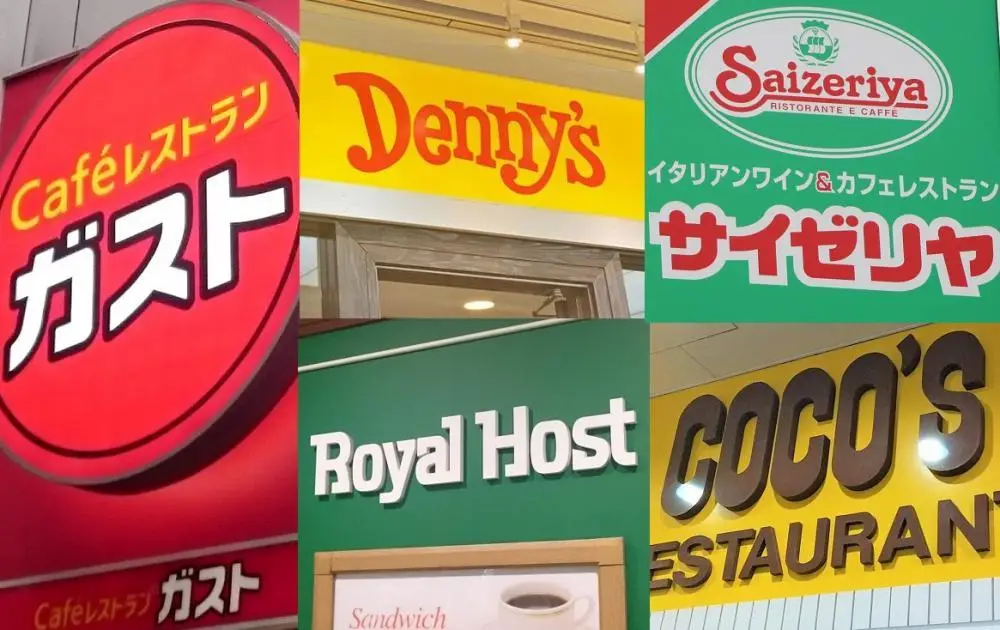 Caféレストラン
ガスト
Caféレストラン ガスト
Denny's
Saizeriya
RISTORANTE E CAFFÉ
イタリアンワイン&カフェレストラン
サイゼリヤ
Royal Host
Sandwich
COCO'S
ESTAURANT